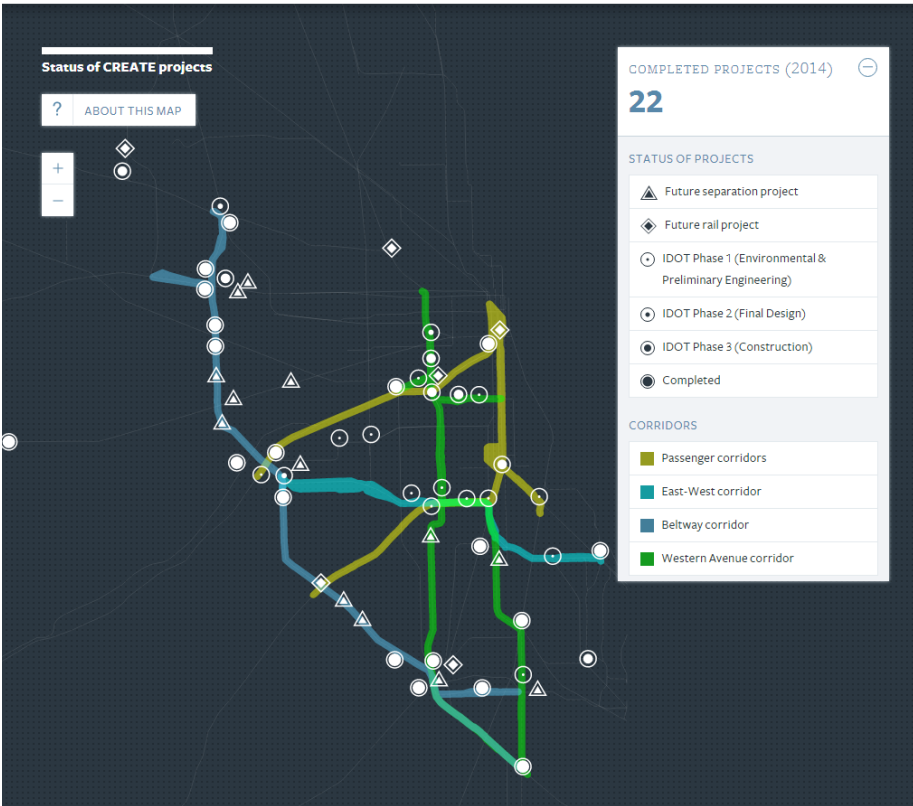 Status of CREATE projects
? ABOUT THIS MAP
+
−
COMPLETED PROJECTS (2014)
22
STATUS OF PROJECTS
Future separation project
Future rail project
IDOT Phase 1 (Environmental &
Preliminary Engineering)
IDOT Phase 2 (Final Design)
IDOT Phase 3 (Construction)
Completed
CORRIDORS
Passenger corridors
East-West corridor
Beltway corridor
Western Avenue corridor